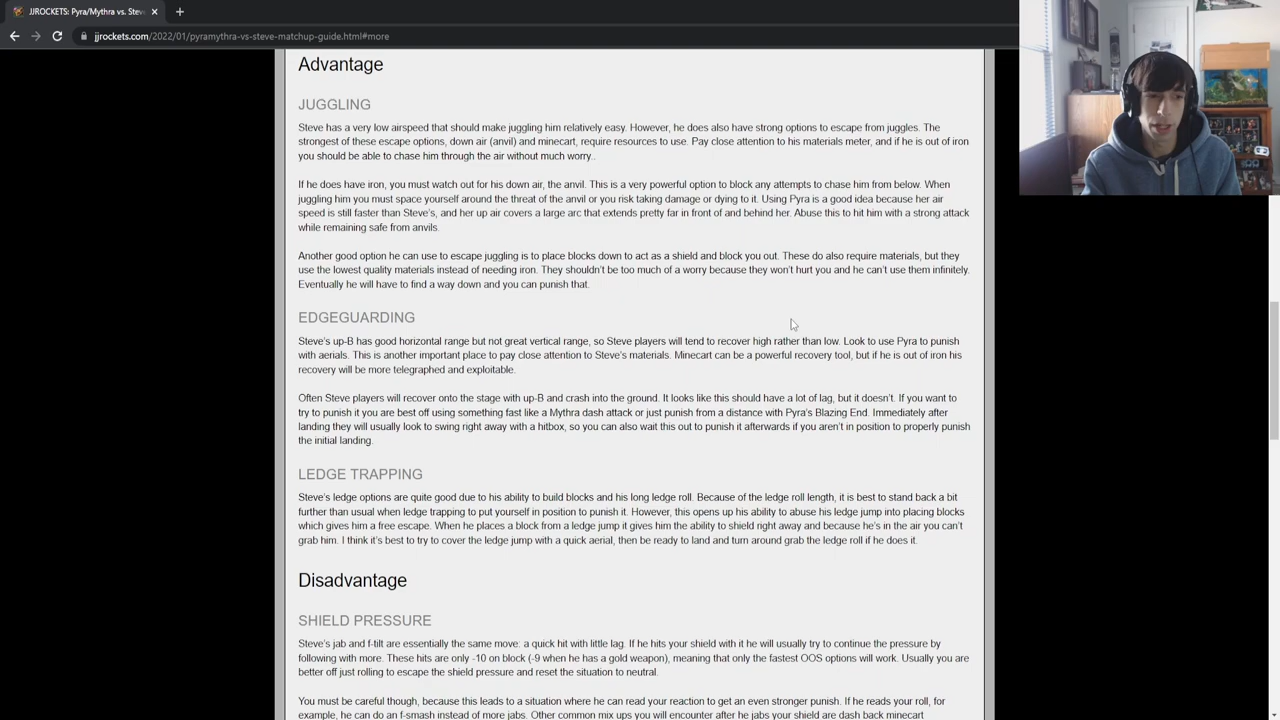 JJROCKETS: Pyra/Mythra vs. Steve
jjrockets.com/2022/01/pyramythra-vs-steve-matchup-guide.html#more
Advantage
JUGGLING
Steve has a very low airspeed that should make juggling him relatively easy. However, he does also have strong options to escape from juggles. The
strongest of these escape options, down air (anvil) and minecart, require resources to use. Pay close attention to his materials meter, and if he is out of iron
you should be able to chase him through the air without much worry..
If he does have iron, you must watch out for his down air, the anvil. This is a very powerful option to block any attempts to chase him from below. When
juggling him you must space yourself around the threat of the anvil or you risk taking damage or dying to it. Using Pyra is a good idea because her air
speed is still faster than Steve's, and her up air covers a large arc that extends pretty far in front of and behind her. Abuse this to hit him with a strong attack
while remaining safe from anvils.
Another good option he can use to escape juggling is to place blocks down to act as a shield and block you out. These do also require materials, but they
use the lowest quality materials instead of needing iron. They shouldn't be too much of a worry because they won't hurt you and he can't use them infinitely.
Eventually he will have to find a way down and you can punish that.
EDGEGUARDING
Steve's up-B has good horizontal range but not great vertical range, so Steve players will tend to recover high rather than low. Look to use Pyra to punish
with aerials. This is another important place to pay close attention to Steve's materials. Minecart can be a powerful recovery tool, but if he is out of iron his
recovery will be more telegraphed and exploitable.
Often Steve players will recover onto the stage with up-B and crash into the ground. It looks like this should have a lot of lag, but it doesn't. If you want to
try to punish it you are best off using something fast like a Mythra dash attack or just punish from a distance with Pyra's Blazing End. Immediately after
landing they will usually look to swing right away with a hitbox, so you can also wait this out to punish it afterwards if you aren't in position to properly punish
the initial landing.
LEDGE TRAPPING
Steve's ledge options are quite good due to his ability to build blocks and his long ledge roll. Because of the ledge roll length, it is best to stand back a bit
further than usual when ledge trapping to put yourself in position to punish it. However, this opens up his ability to abuse his ledge jump into placing blocks
which gives him a free escape. When he places a block from a ledge jump it gives him the ability to shield right away and because he's in the air you can't
grab him. I think it's best to try to cover the ledge jump with a quick aerial, then be ready to land and turn around grab the ledge roll if he does it.
Disadvantage
SHIELD PRESSURE
Steve's jab and f-tilt are essentially the same move: a quick hit with little lag. If he hits your shield with it he will usually try to continue the pressure by
following with more. These hits are only -10 on block (-9 when he has a gold weapon), meaning that only the fastest OOS options will work. Usually you are
better off just rolling to escape the shield pressure and reset the situation to neutral.
You must be careful though, because this leads to a situation where he can read your reaction to get an even stronger punish. If he reads your roll, for
example, he can do an f-smash instead of more jabs. Other common mix ups you will encounter after he jabs your shield are dash back minecart